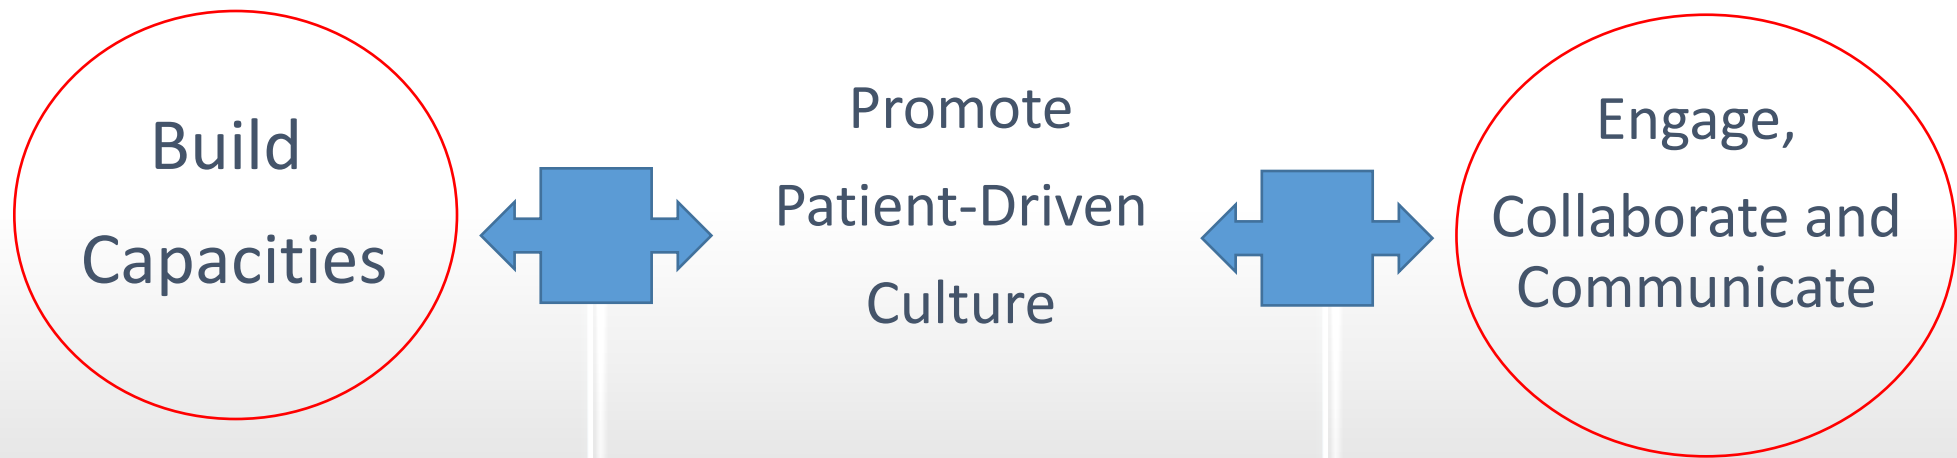 Build
Capacities
Promote
Patient-Driven
Culture
Engage,
Collaborate and
Communicate